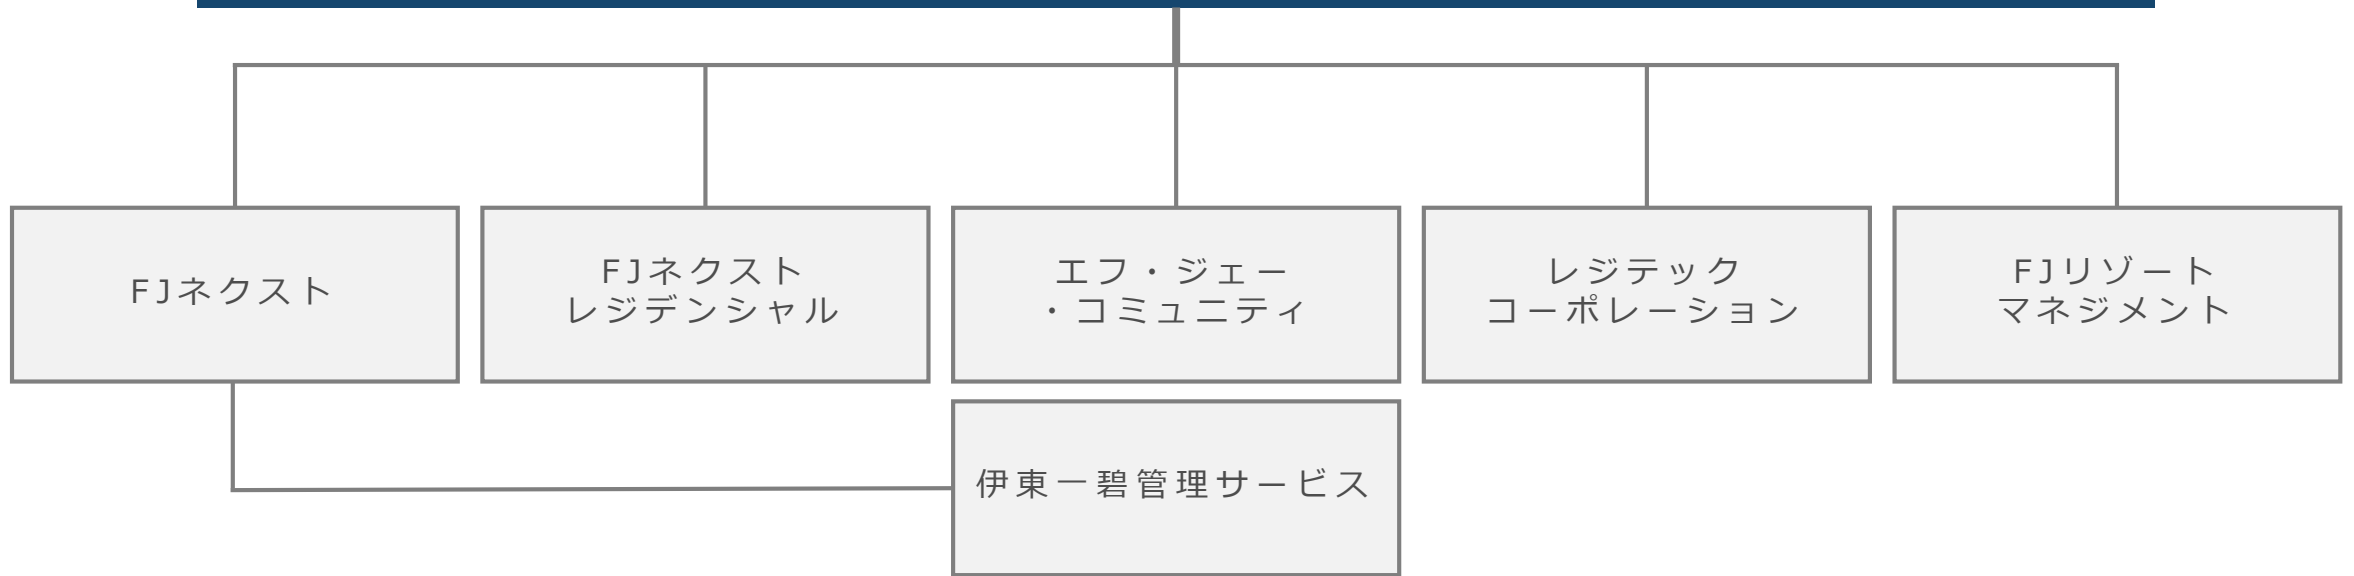 FJネクスト
FJネクスト
レジデンシャル
エフ・ジェー
・コミュニティ
レジテック
コーポレーション
FJリゾート
マネジメント
伊東一碧管理サービス